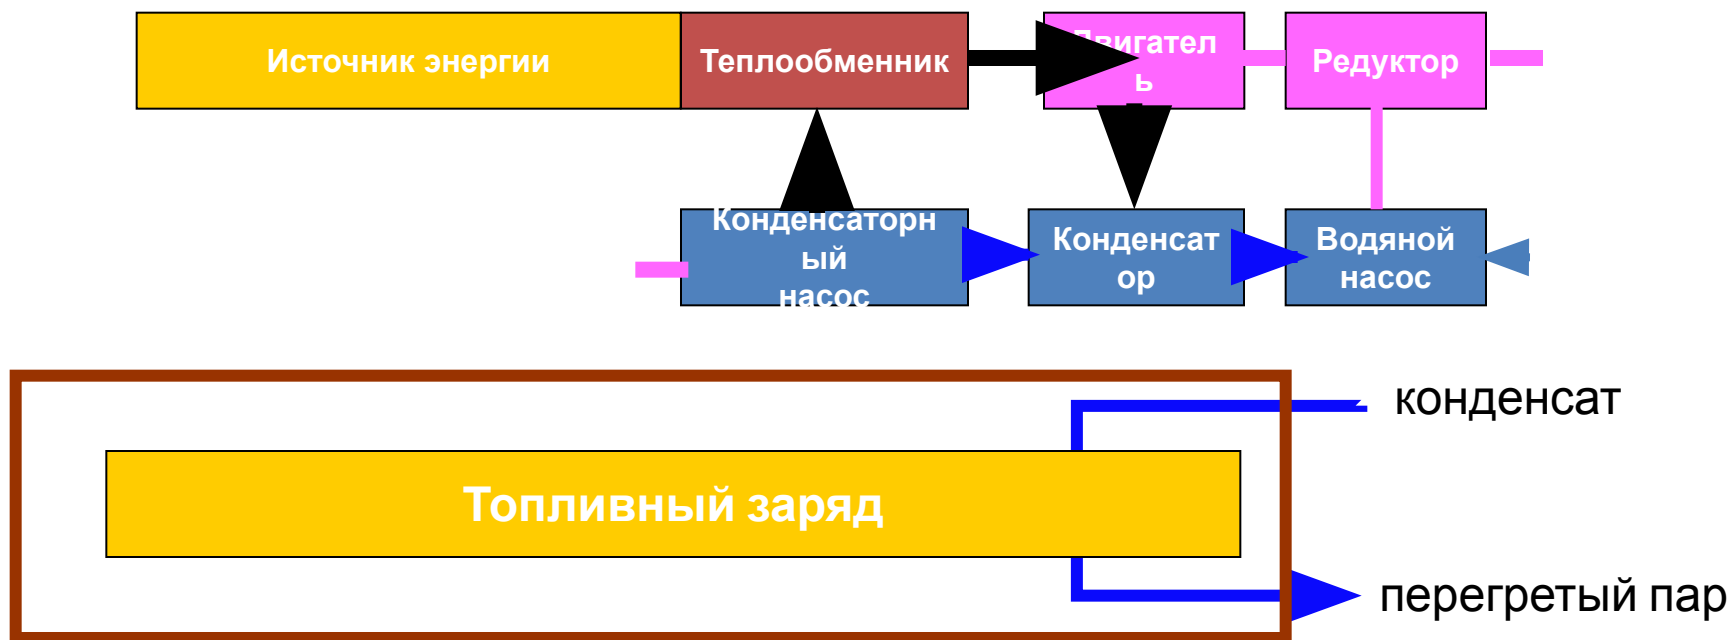 Источник энергии
Теплообменник
Двигател
ь
Редуктор
Конденсаторн
ый
насос
Конденсат
ор
Водяной
насос
конденсат
Топливный заряд
перегретый пар